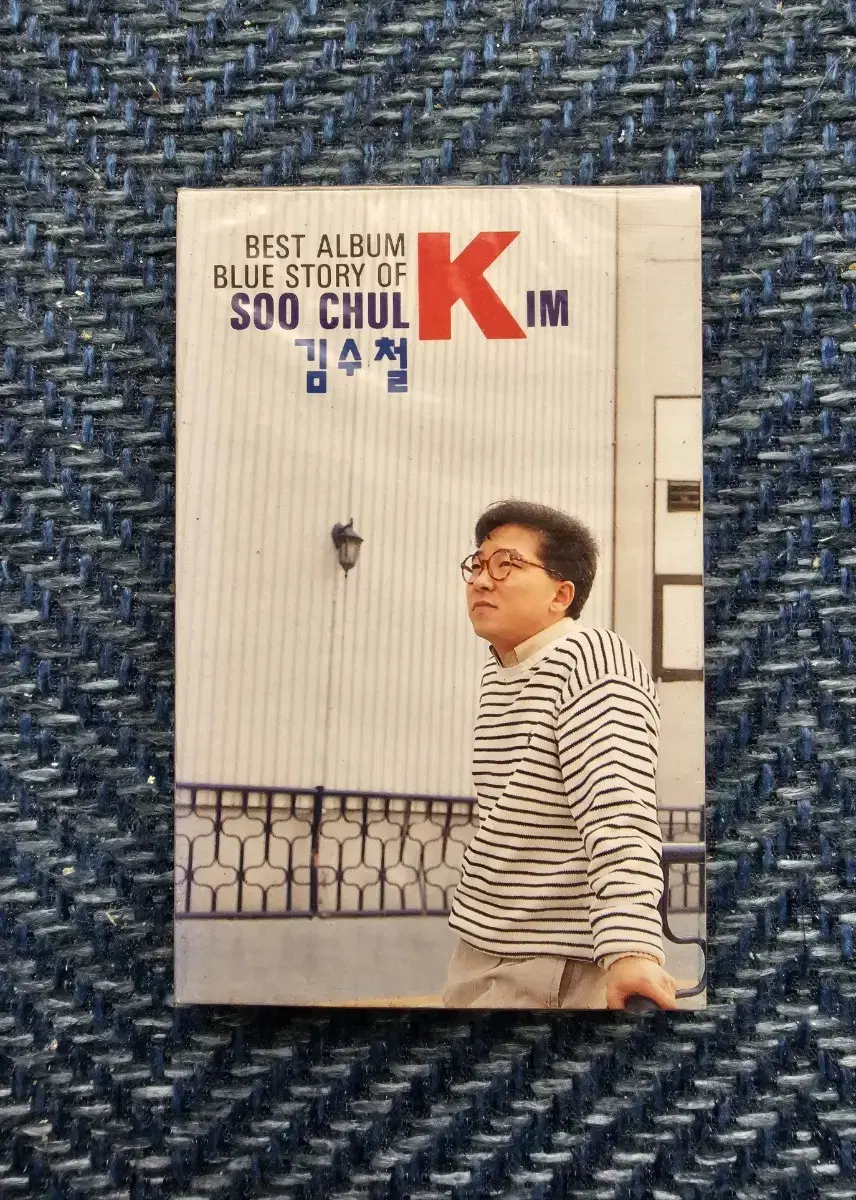 BEST ALBUM
BLUE STORY OF
SOO CHUL KIM
김수철